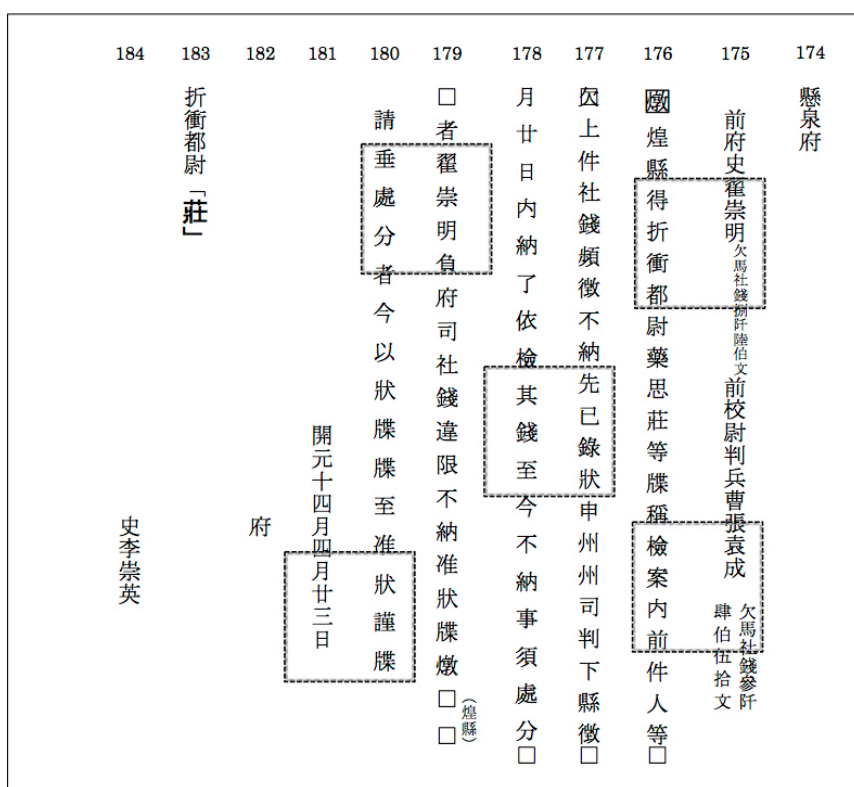 174 懸泉府
175 前府史翟崇明欠馬社錢捌阡陸伯文前校尉判兵曹張袁成欠馬社錢參阡肆伯伍拾文
176 燉煌縣得折衝都尉藥思莊等牒稱檢案內前件人等□
177 欠上件社錢頻徵不納先已錄狀申州州司判下縣徵□
178 月廿日内納了依檢其錢至今不納事須處分□
179 □者翟崇明負府司社錢違限不納准狀牒燉□□(煌縣)
180 請垂處分者今以狀牒牒至准狀謹牒
181 開元十四月四月廿三日
182 府
183 折衝都尉「莊」
184 史李崇英